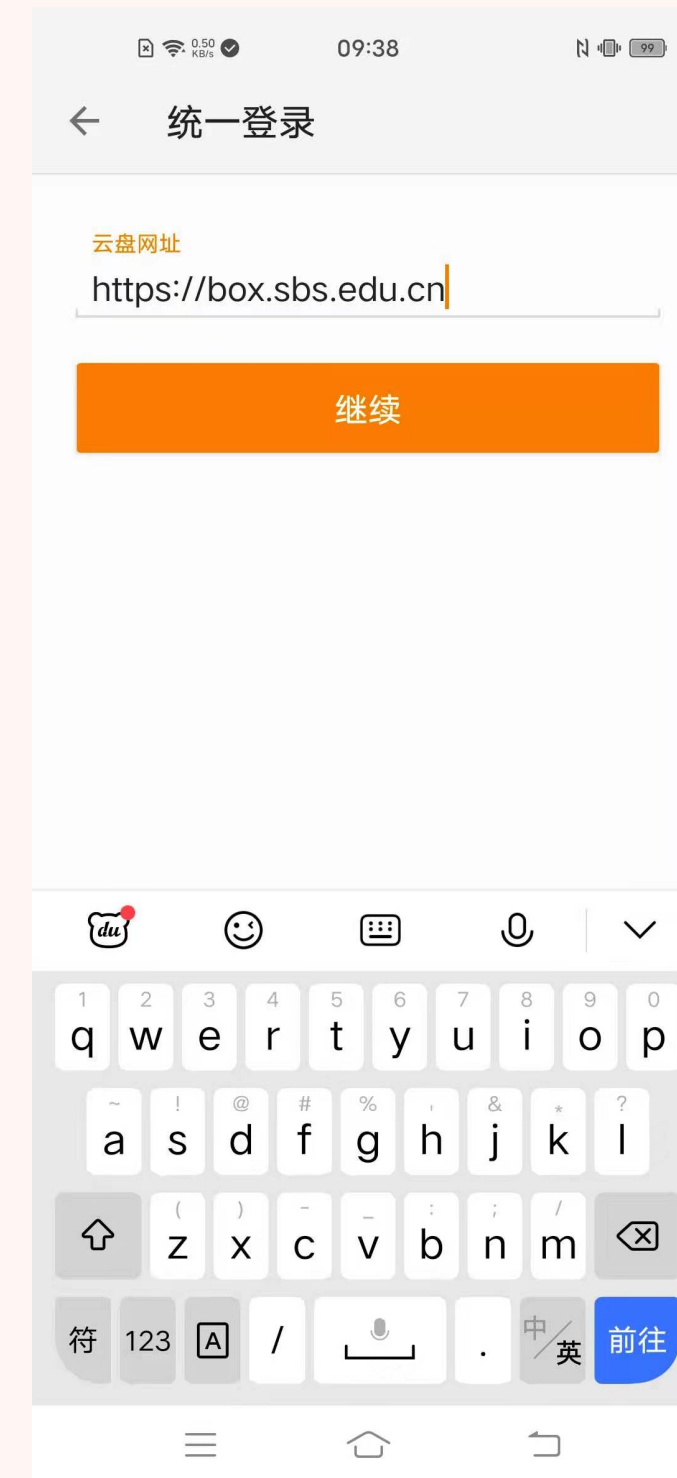 0.50
KB/s
09:38
99
统一登录
云盘网址
https://box.sbs.edu.cn
继续
du
1 2 3 4 5 6 7 8 9 0
q w e r t y u i o p
~ ! @ # % ' & * ?
a s d f g h j k l
( ) - _ : ; /
z x c v b n m
符 123 A / . 中/英 前往